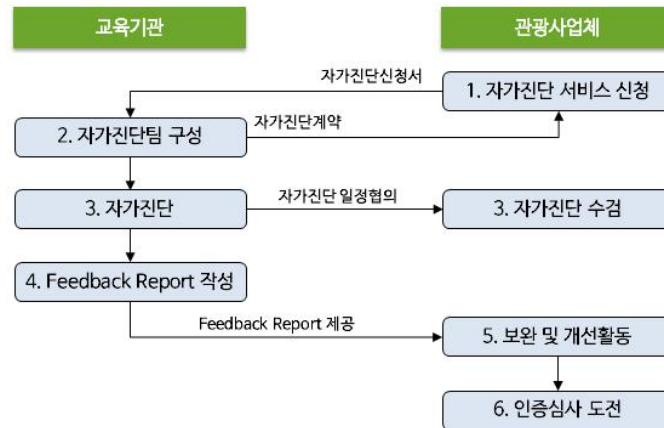 교육기관
관광사업체
자가진단신청서
1. 자가진단 서비스 신청
2. 자가진단팀 구성
자가진단계약
3. 자가진단
자가진단 일정협의
3. 자가진단 수검
4. Feedback Report 작성
Feedback Report 제공
5. 보완 및 개선활동
6. 인증심사 도전